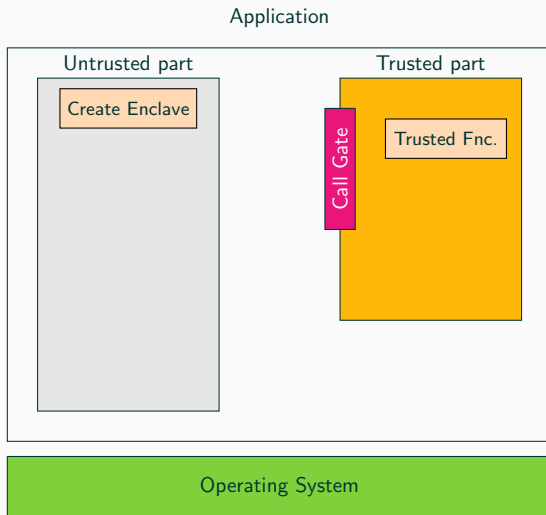 Application
Untrusted part
Trusted part
Create Enclave
Call Gate
Trusted Fnc.
Operating System